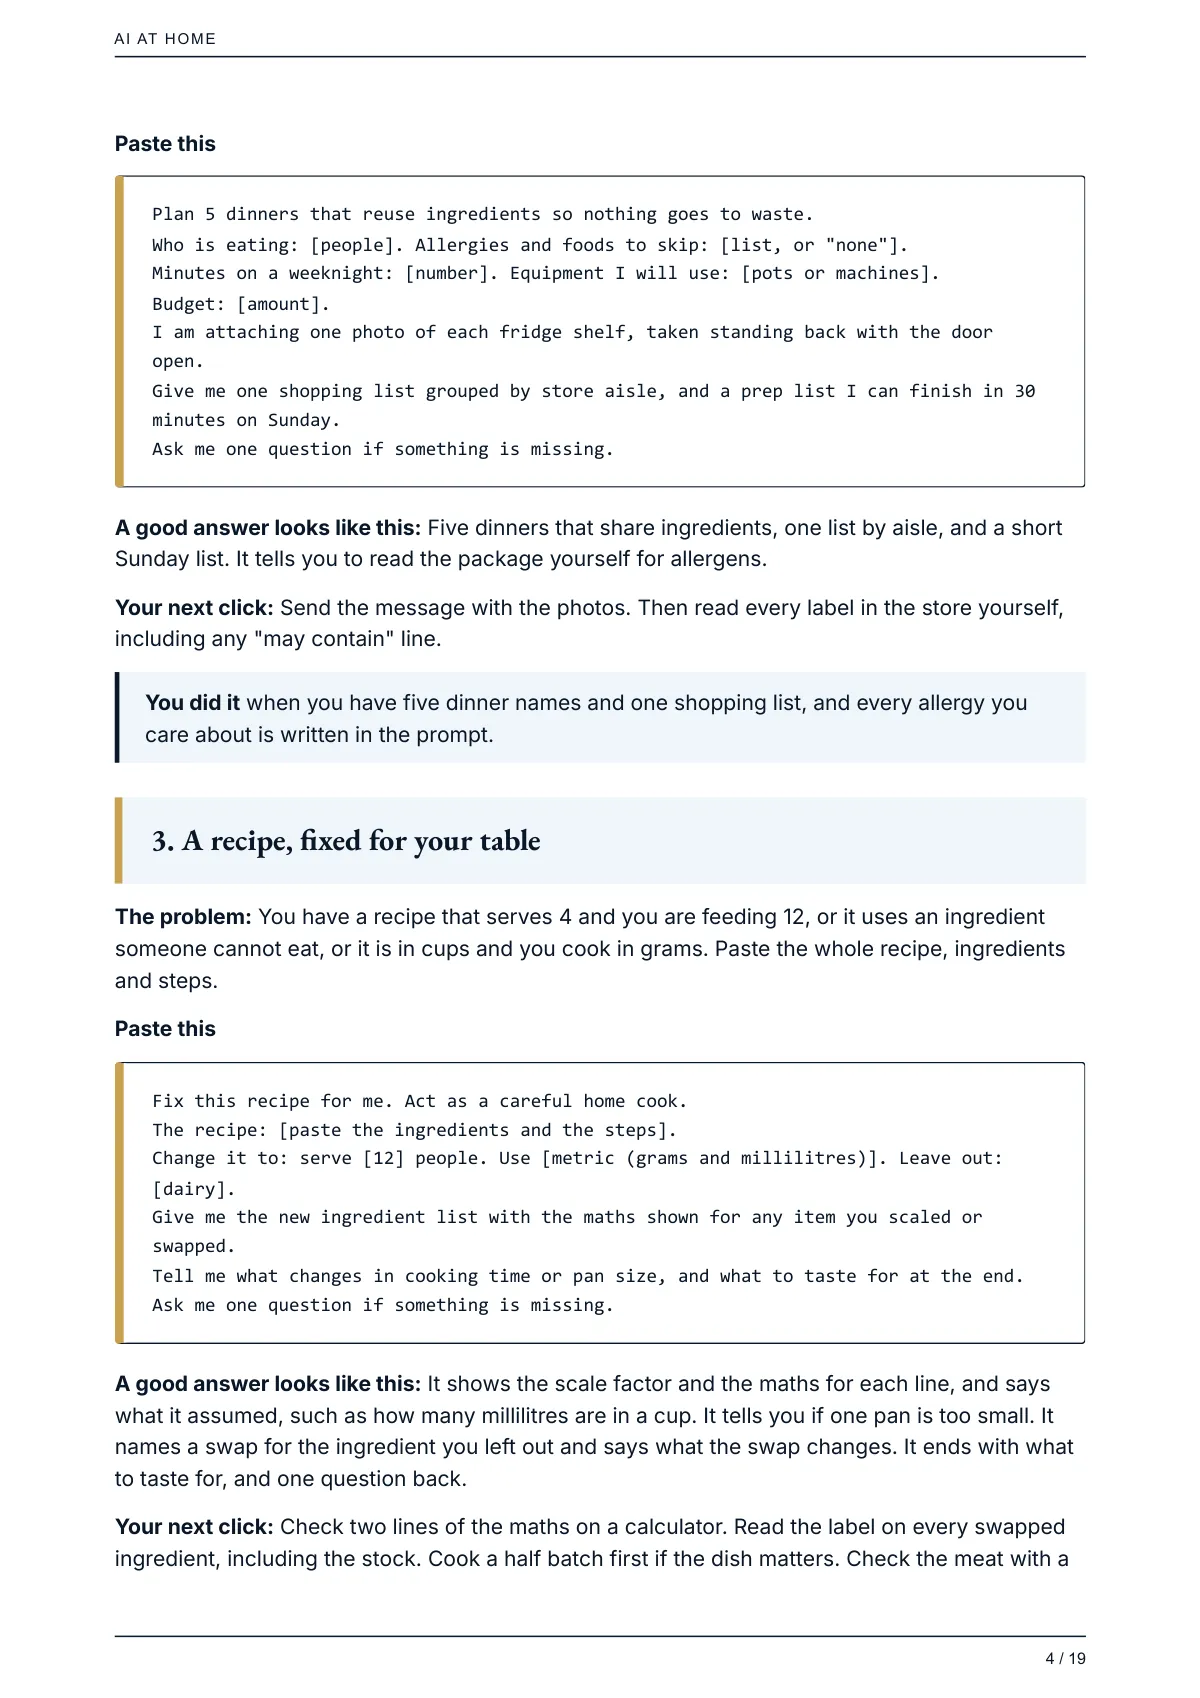 AI AT HOME
Paste this
Plan 5 dinners that reuse ingredients so nothing goes to waste.
Who is eating: [people]. Allergies and foods to skip: [list, or "none"].
Minutes on a weeknight: [number]. Equipment I will use: [pots or machines].
Budget: [amount].
I am attaching one photo of each fridge shelf, taken standing back with the door
open.
Give me one shopping list grouped by store aisle, and a prep list I can finish in 30
minutes on Sunday.
Ask me one question if something is missing.
A good answer looks like this: Five dinners that share ingredients, one list by aisle, and a short
Sunday list. It tells you to read the package yourself for allergens.
Your next click: Send the message with the photos. Then read every label in the store yourself,
including any "may contain" line.
You did it when you have five dinner names and one shopping list, and every allergy you
care about is written in the prompt.
3. A recipe, fixed for your table
The problem: You have a recipe that serves 4 and you are feeding 12, or it uses an ingredient
someone cannot eat, or it is in cups and you cook in grams. Paste the whole recipe, ingredients
and steps.
Paste this
Fix this recipe for me. Act as a careful home cook.
The recipe: [paste the ingredients and the steps].
Change it to: serve [12] people. Use [metric (grams and millilitres)]. Leave out:
[dairy].
Give me the new ingredient list with the maths shown for any item you scaled or
swapped.
Tell me what changes in cooking time or pan size, and what to taste for at the end.
Ask me one question if something is missing.
A good answer looks like this: It shows the scale factor and the maths for each line, and says
what it assumed, such as how many millilitres are in a cup. It tells you if one pan is too small. It
names a swap for the ingredient you left out and says what the swap changes. It ends with what
to taste for, and one question back.
Your next click: Check two lines of the maths on a calculator. Read the label on every swapped
ingredient, including the stock. Cook a half batch first if the dish matters. Check the meat with a
4 / 19